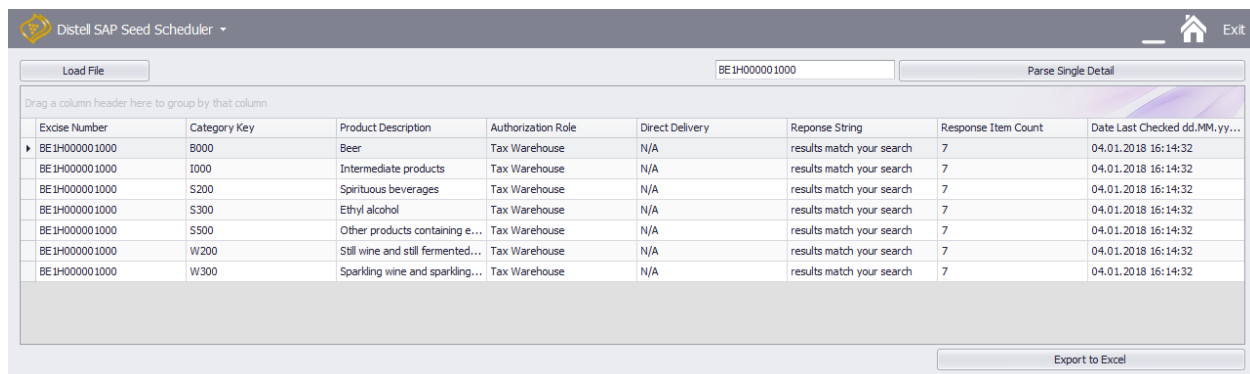 Distell SAP Seed Scheduler Exit
Load File BE1H000001000 Parse Single Detail
Drag a column header here to group by that column
Excise Number Category Key Product Description Authorization Role Direct Delivery Reponse String Response Item Count Date Last Checked dd.MM.yy...
BE1H000001000 B000 Beer Tax Warehouse N/A results match your search 7 04.01.2018 16:14:32
BE1H000001000 I000 Intermediate products Tax Warehouse N/A results match your search 7 04.01.2018 16:14:32
BE1H000001000 S200 Spirituous beverages Tax Warehouse N/A results match your search 7 04.01.2018 16:14:32
BE1H000001000 S300 Ethyl alcohol Tax Warehouse N/A results match your search 7 04.01.2018 16:14:32
BE1H000001000 S500 Other products containing e... Tax Warehouse N/A results match your search 7 04.01.2018 16:14:32
BE1H000001000 W200 Still wine and still fermented... Tax Warehouse N/A results match your search 7 04.01.2018 16:14:32
BE1H000001000 W300 Sparkling wine and sparkling... Tax Warehouse N/A results match your search 7 04.01.2018 16:14:32
Export to Excel